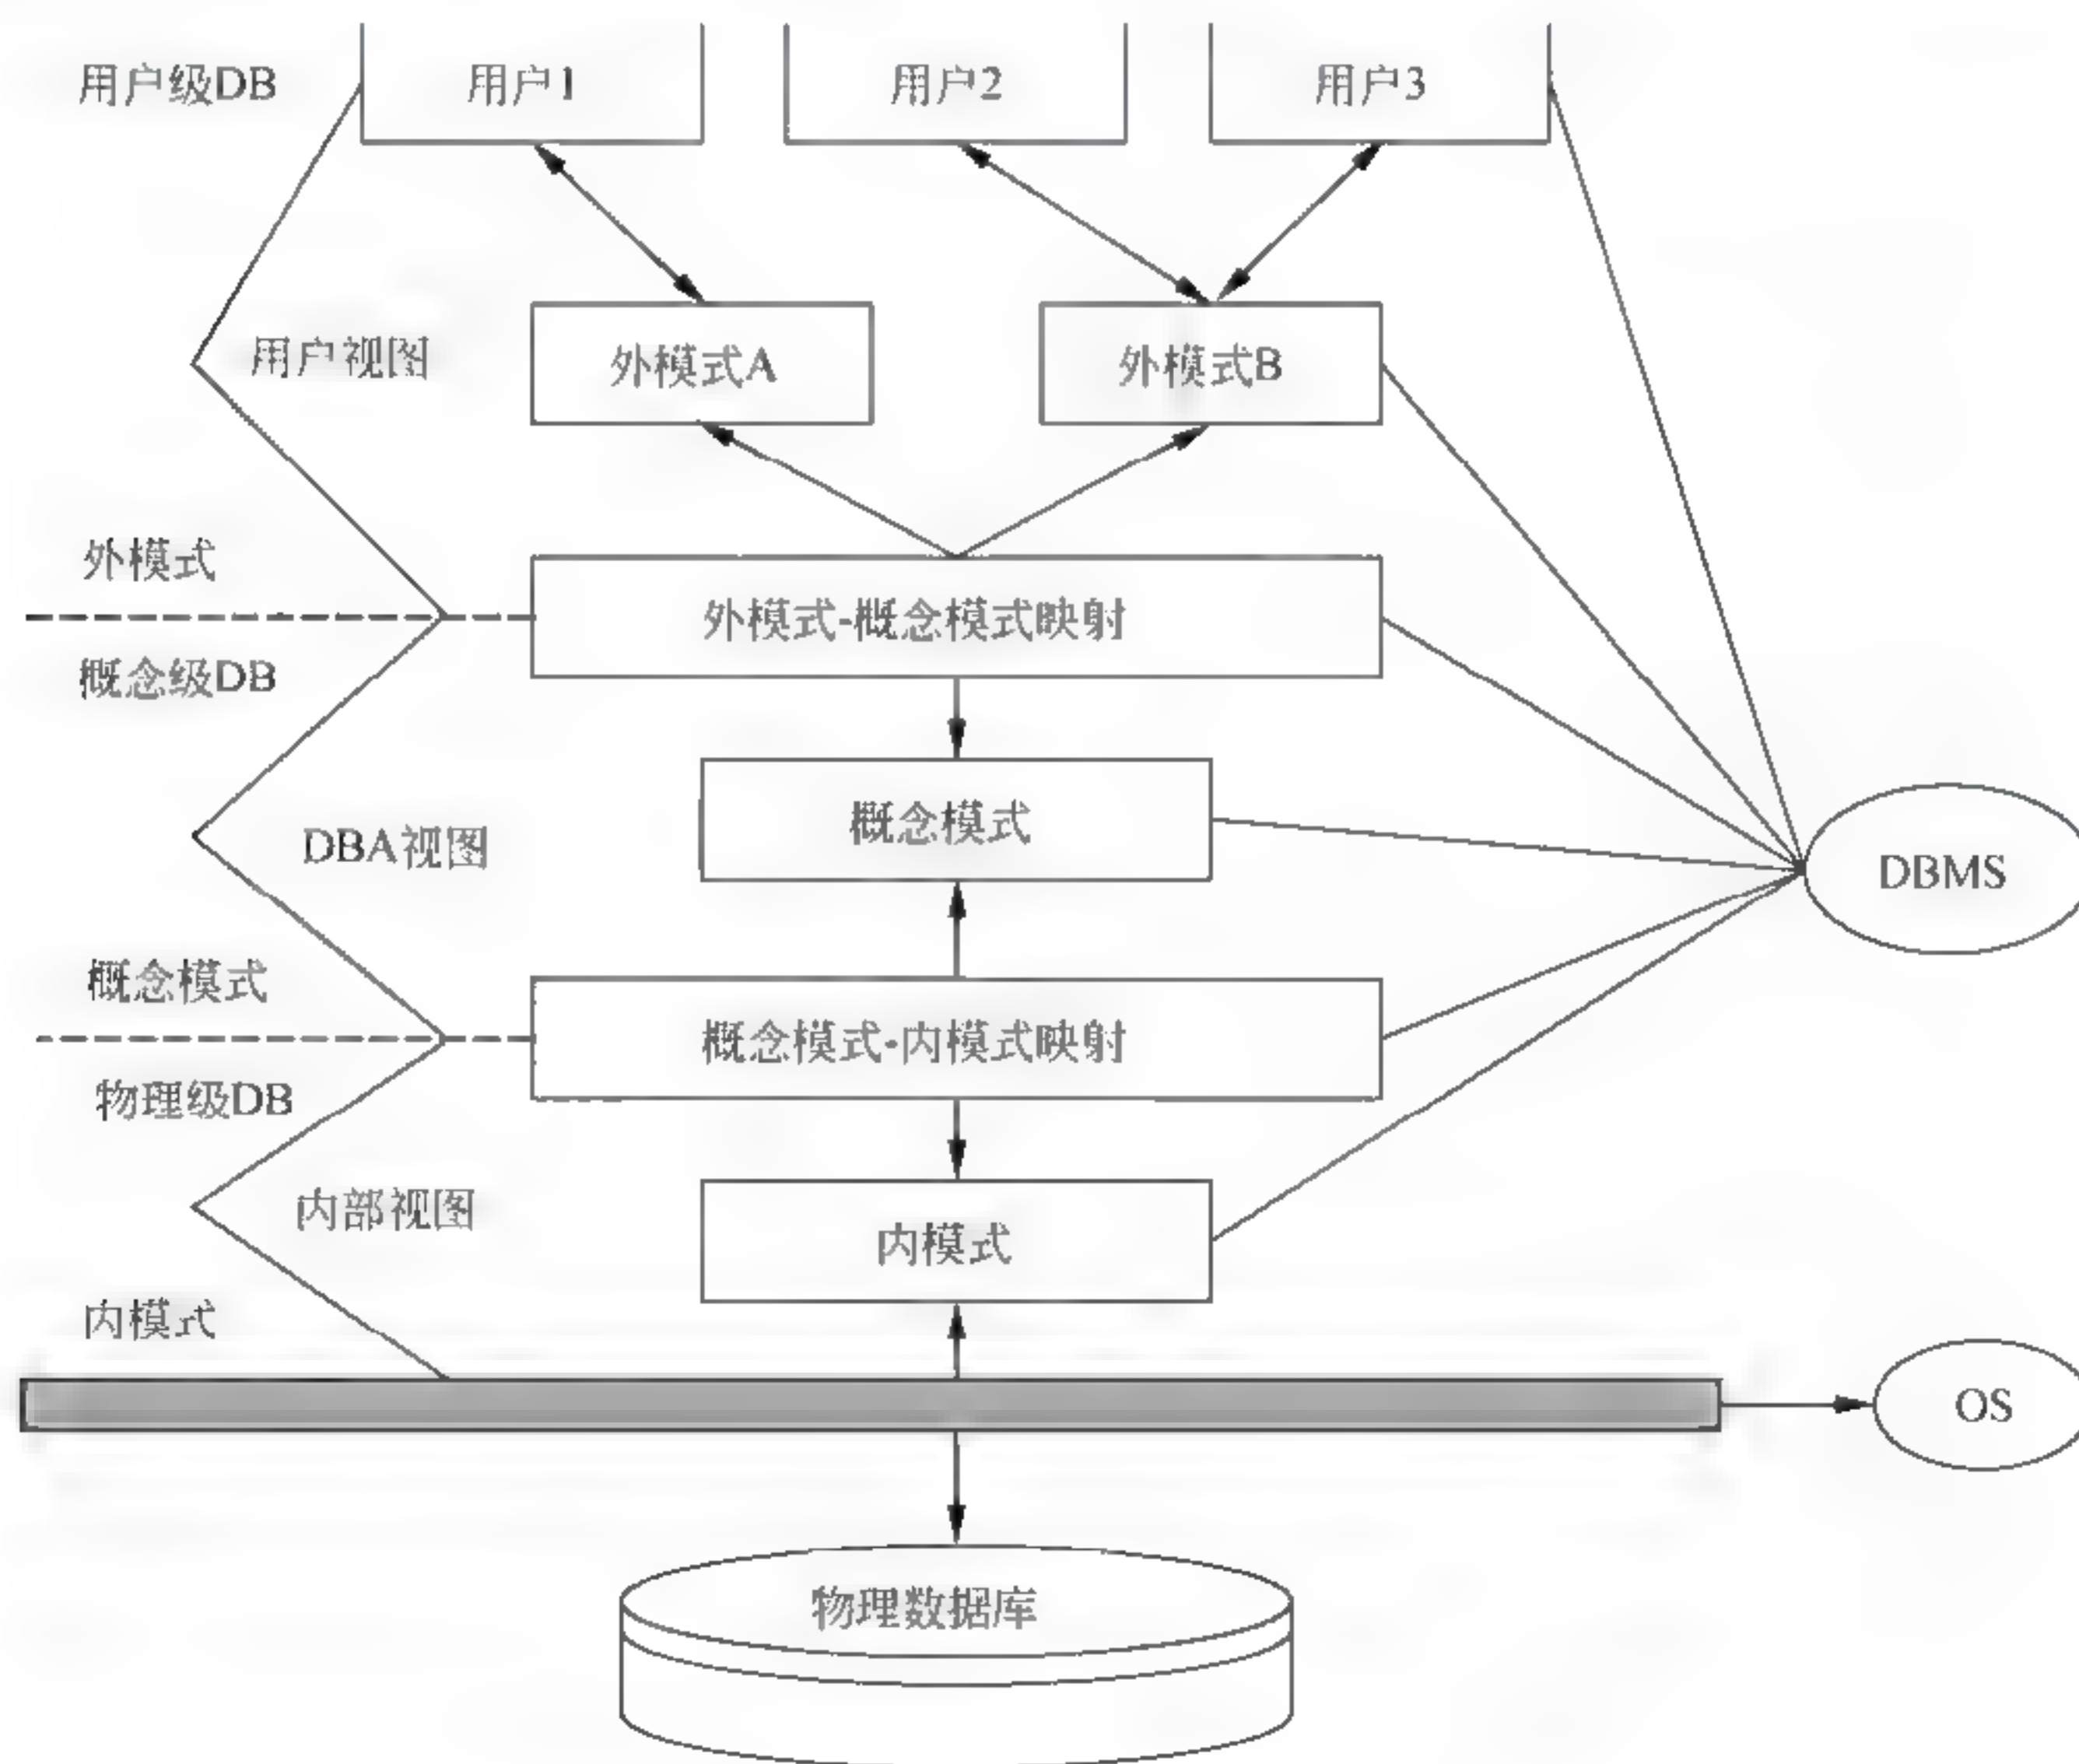 用户级DB
用户1
用户2
用户3
用户视图
外模式A
外模式B
外模式
外模式-概念模式映射
概念级DB
概念模式
DBA视图
DBMS
概念模式
概念模式-内模式映射
物理级DB
内部视图
内模式
内模式
OS
物理数据库